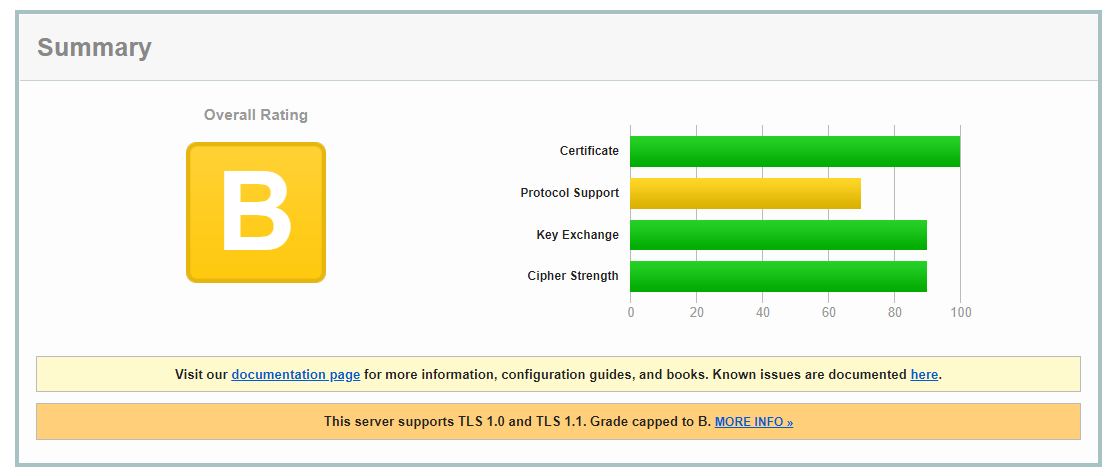 Summary
Overall Rating
B
Certificate
Protocol Support
Key Exchange
Cipher Strength
0 20 40 60 80 100
Visit our documentation page for more information, configuration guides, and books. Known issues are documented here.
This server supports TLS 1.0 and TLS 1.1. Grade capped to B. MORE INFO »